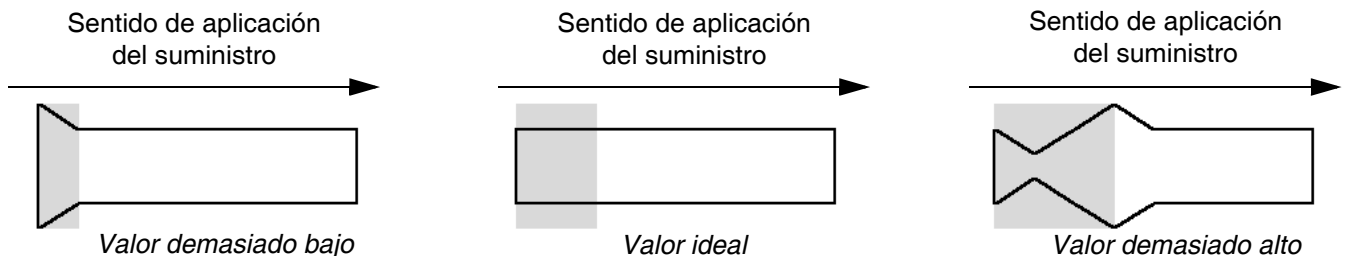 Sentido de aplicación
del suministro
Valor demasiado bajo
Sentido de aplicación
del suministro
Valor ideal
Sentido de aplicación
del suministro
Valor demasiado alto